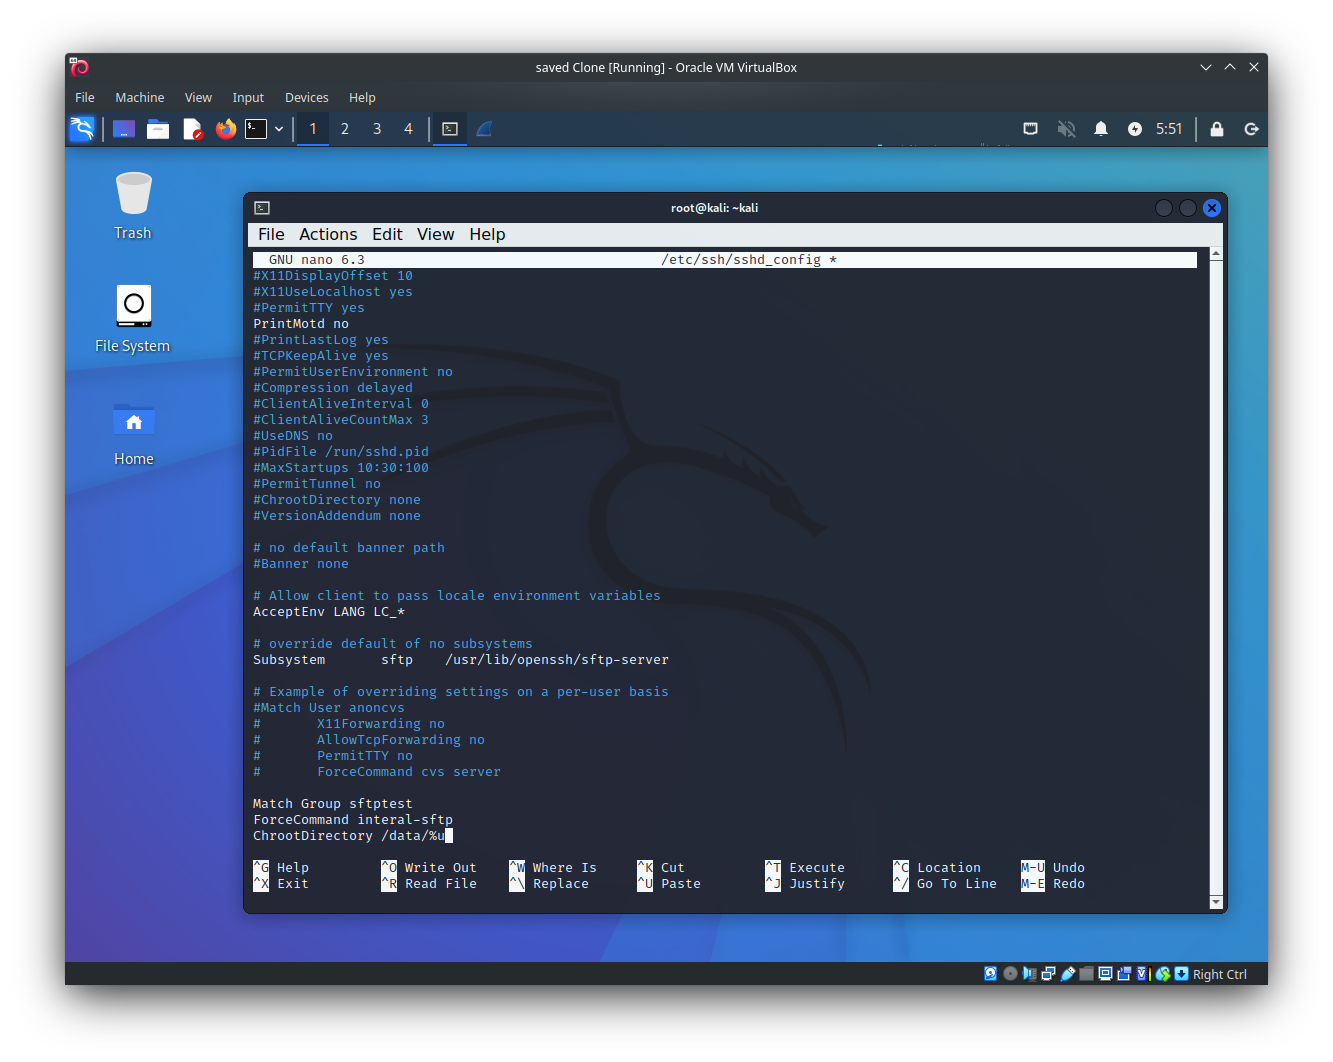 saved Clone [Running] - Oracle VM VirtualBox
File Machine View Input Devices Help
1 2 3 4 5:51
Trash
File System
Home
root@kali: ~kali
File Actions Edit View Help
GNU nano 6.3 /etc/ssh/sshd_config *
#X11DisplayOffset 10
#X11UseLocalhost yes
#PermitTTY yes
PrintMotd no
#PrintLastLog yes
#TCPKeepAlive yes
#PermitUserEnvironment no
#Compression delayed
#ClientAliveInterval 0
#ClientAliveCountMax 3
#UseDNS no
#PidFile /run/sshd.pid
#MaxStartups 10:30:100
#PermitTunnel no
#ChrootDirectory none
#VersionAddendum none
# no default banner path
#Banner none
# Allow client to pass locale environment variables
AcceptEnv LANG LC_*
# override default of no subsystems
Subsystem sftp /usr/lib/openssh/sftp-server
# Example of overriding settings on a per-user basis
#Match User anoncvs
# X11Forwarding no
# AllowTcpForwarding no
# PermitTTY no
# ForceCommand cvs server
Match Group sftptest
ForceCommand interal-sftp
ChrootDirectory /data/%u
^G Help ^O Write Out ^W Where Is ^K Cut ^T Execute ^C Location M-U Undo
^X Exit ^R Read File ^\ Replace ^U Paste ^J Justify ^/ Go To Line M-E Redo
Right Ctrl